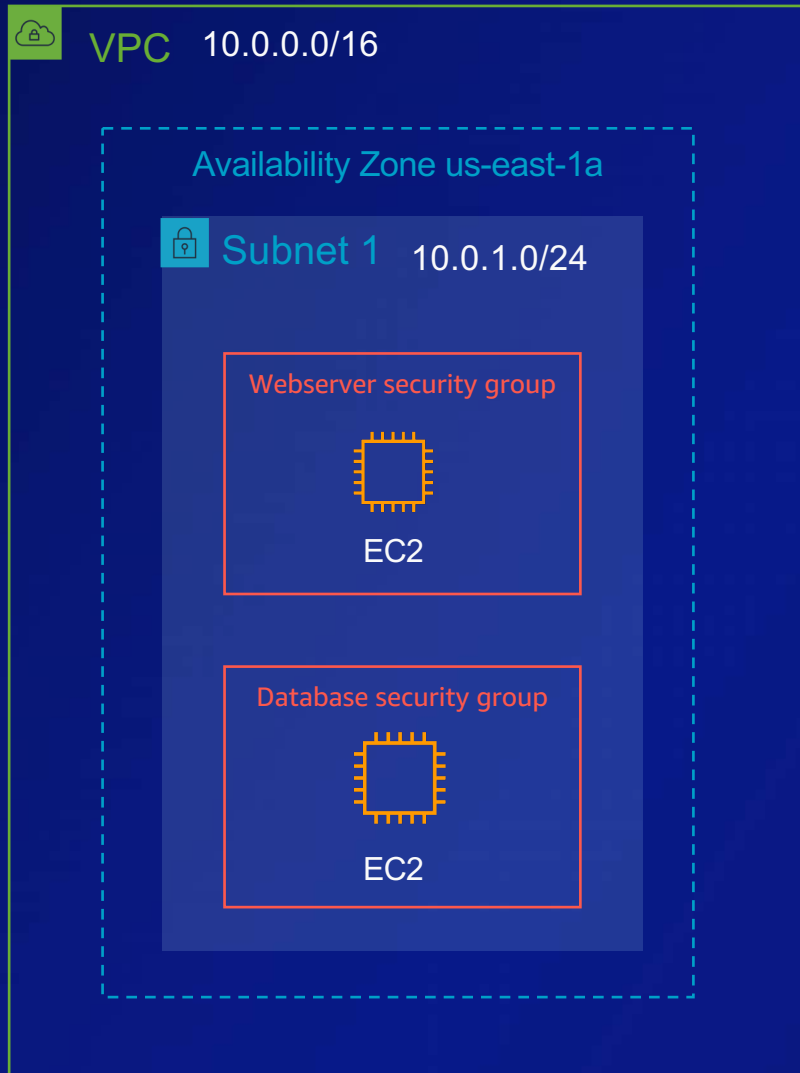 VPC 10.0.0.0/16
Availability Zone us-east-1a
Subnet 1 10.0.1.0/24
Webserver security group
EC2
Database security group
EC2